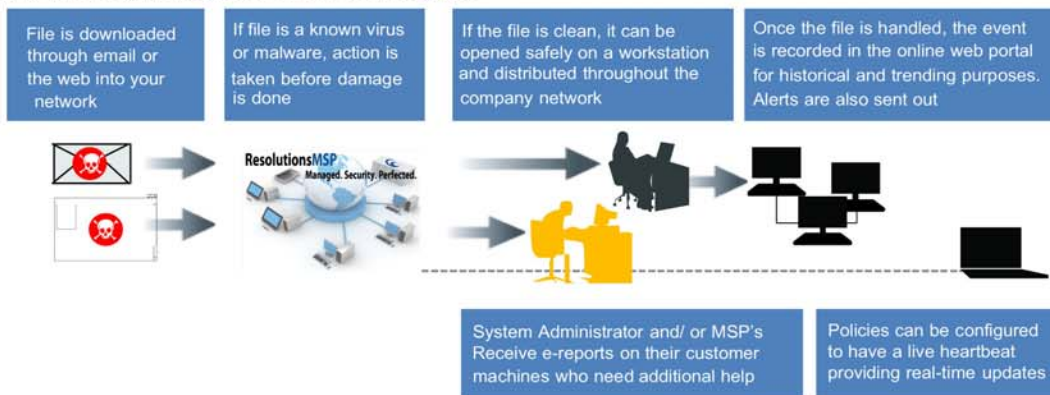 File is downloaded
through email or
the web into your
network
If file is a known virus
or malware, action is
taken before damage
is done
If the file is clean, it can be
opened safely on a workstation
and distributed throughout the
company network
Once the file is handled, the event
is recorded in the online web portal
for historical and trending purposes.
Alerts are also sent out
ResolutionsMSP
Managed. Security. Perfected.
System Administrator and/ or MSP's
Receive e-reports on their customer
machines who need additional help
Policies can be configured
to have a live heartbeat
providing real-time updates